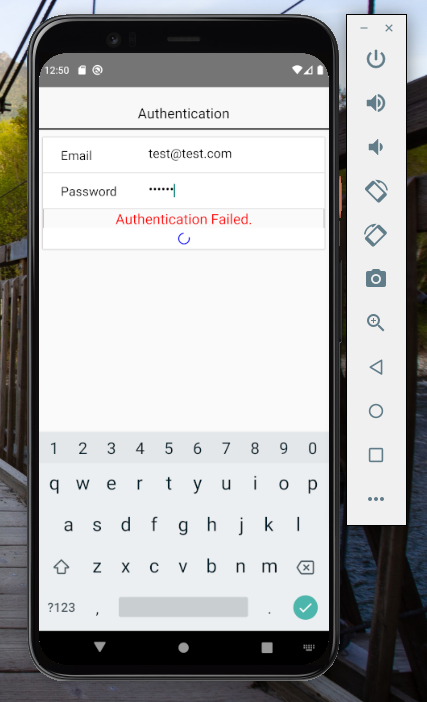 12:50
Authentication
Email test@test.com
Password ••••••
Authentication Failed.
1 2 3 4 5 6 7 8 9 0
q w e r t y u i o p
a s d f g h j k l
z x c v b n m
?123 , .